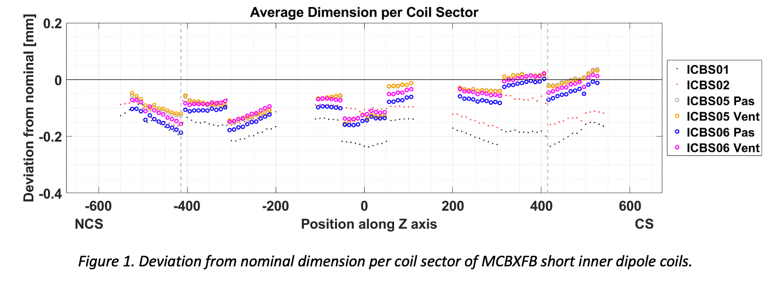 Average Dimension per Coil Sector
Deviation from nominal [mm]
0.2
0
-0.2
-0.4
-600
-400
-200
0
200
400
600
NCS
Position along Z axis
CS
ICBS01
ICBS02
ICBS05 Pas
ICBS05 Vent
ICBS06 Pas
ICBS06 Vent
Figure 1. Deviation from nominal dimension per coil sector of MCBXFB short inner dipole coils.